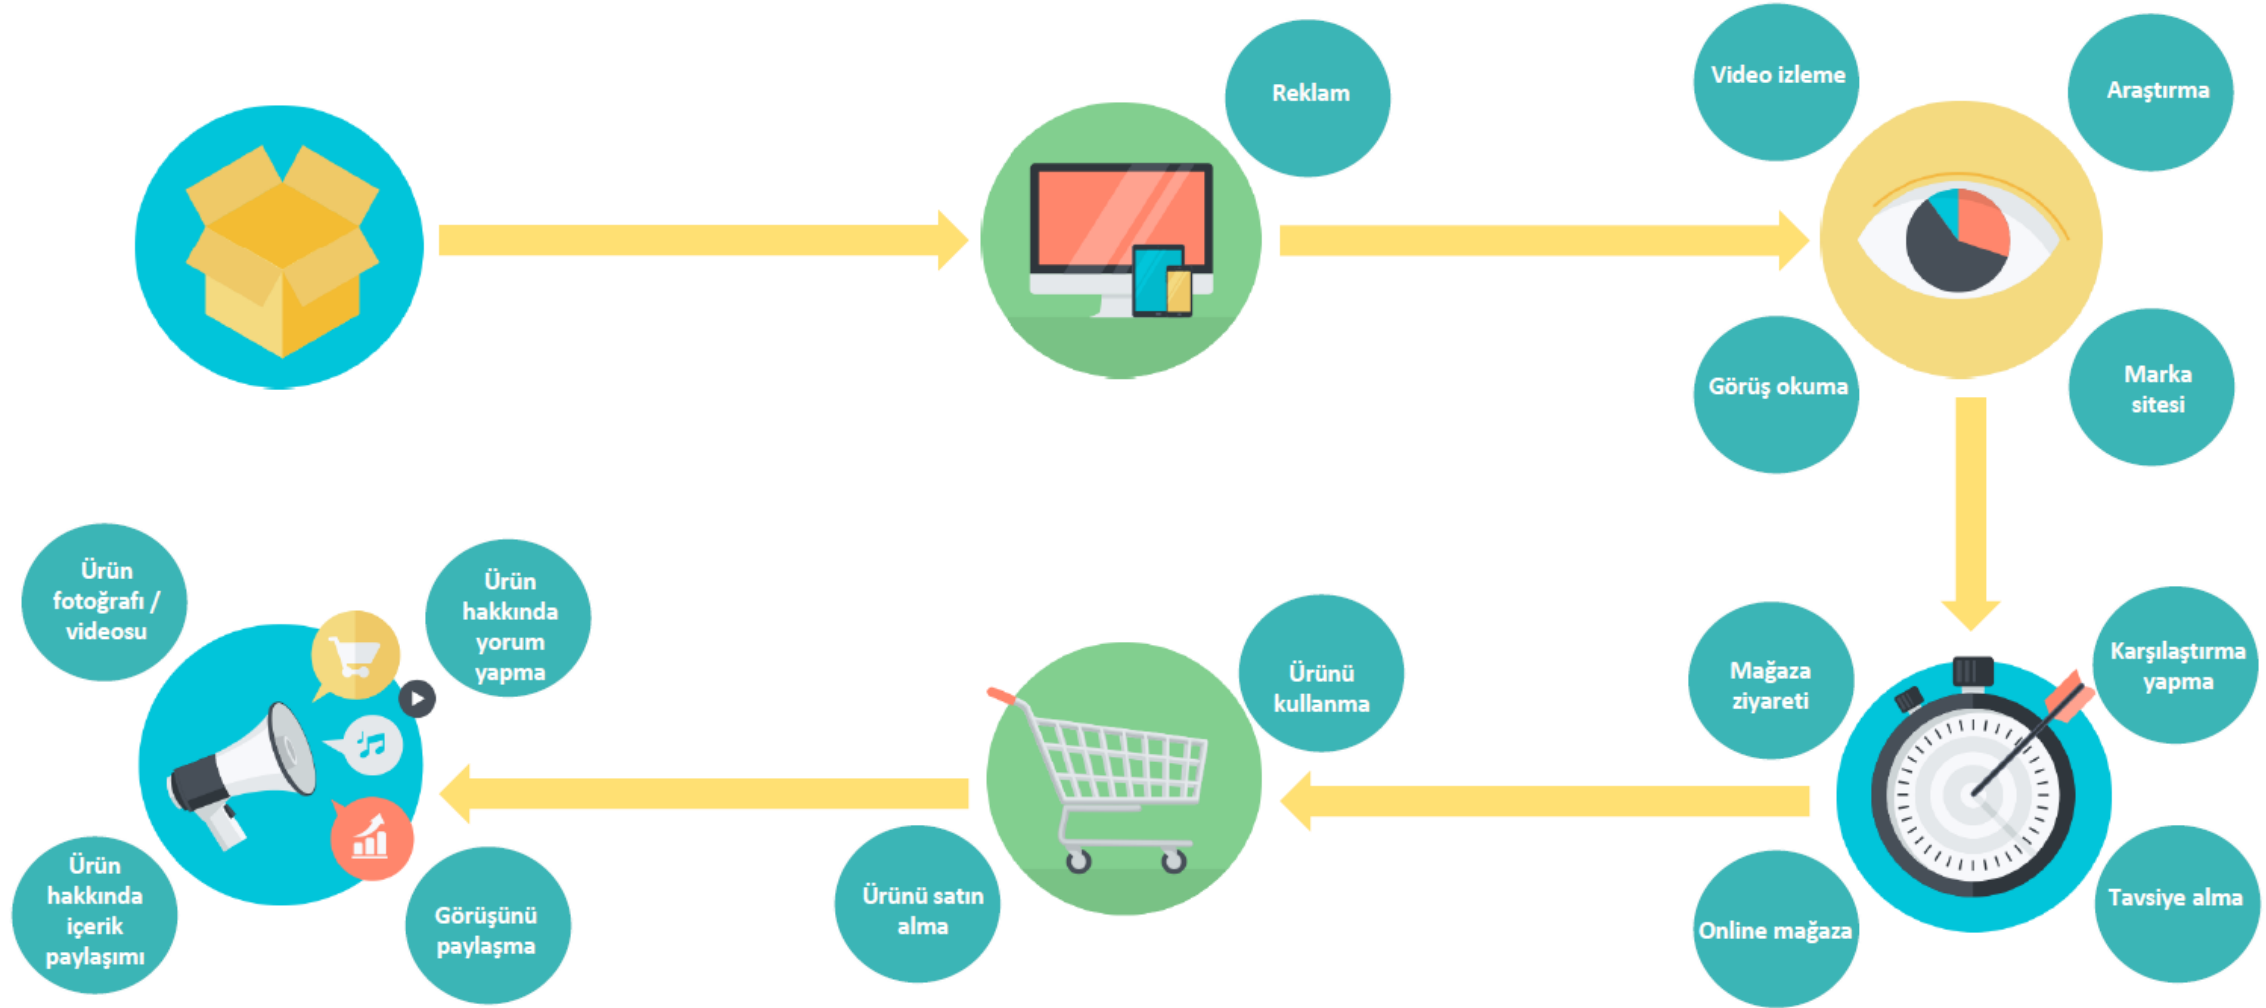 Reklam
Video izleme
Araştırma
Görüş okuma
Marka
sitesi
Mağaza
ziyareti
Karşılaştırma
yapma
Online mağaza
Tavsiye alma
Ürünü
kullanma
Ürünü satın
alma
Ürün
fotoğrafı /
videosu
Ürün
hakkında
yorum
yapma
Ürün
hakkında
içerik
paylaşımı
Görüşünü
paylaşma